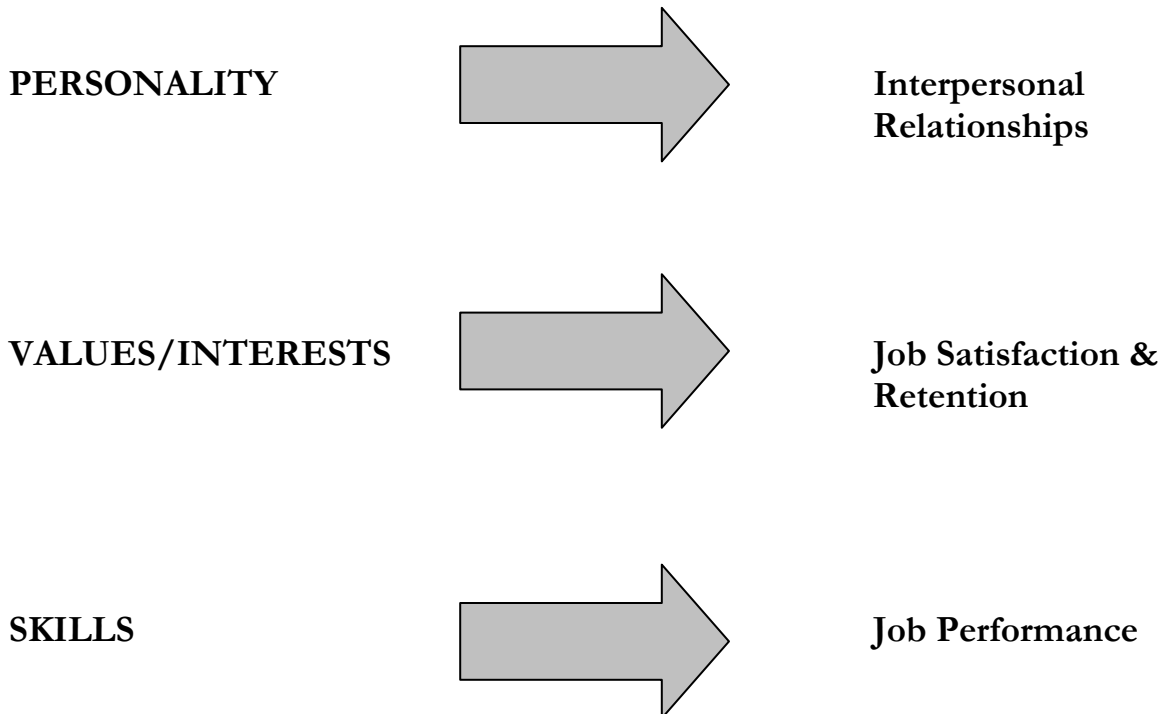 PERSONALITY
Interpersonal
Relationships
VALUES/INTERESTS
Job Satisfaction &
Retention
SKILLS
Job Performance